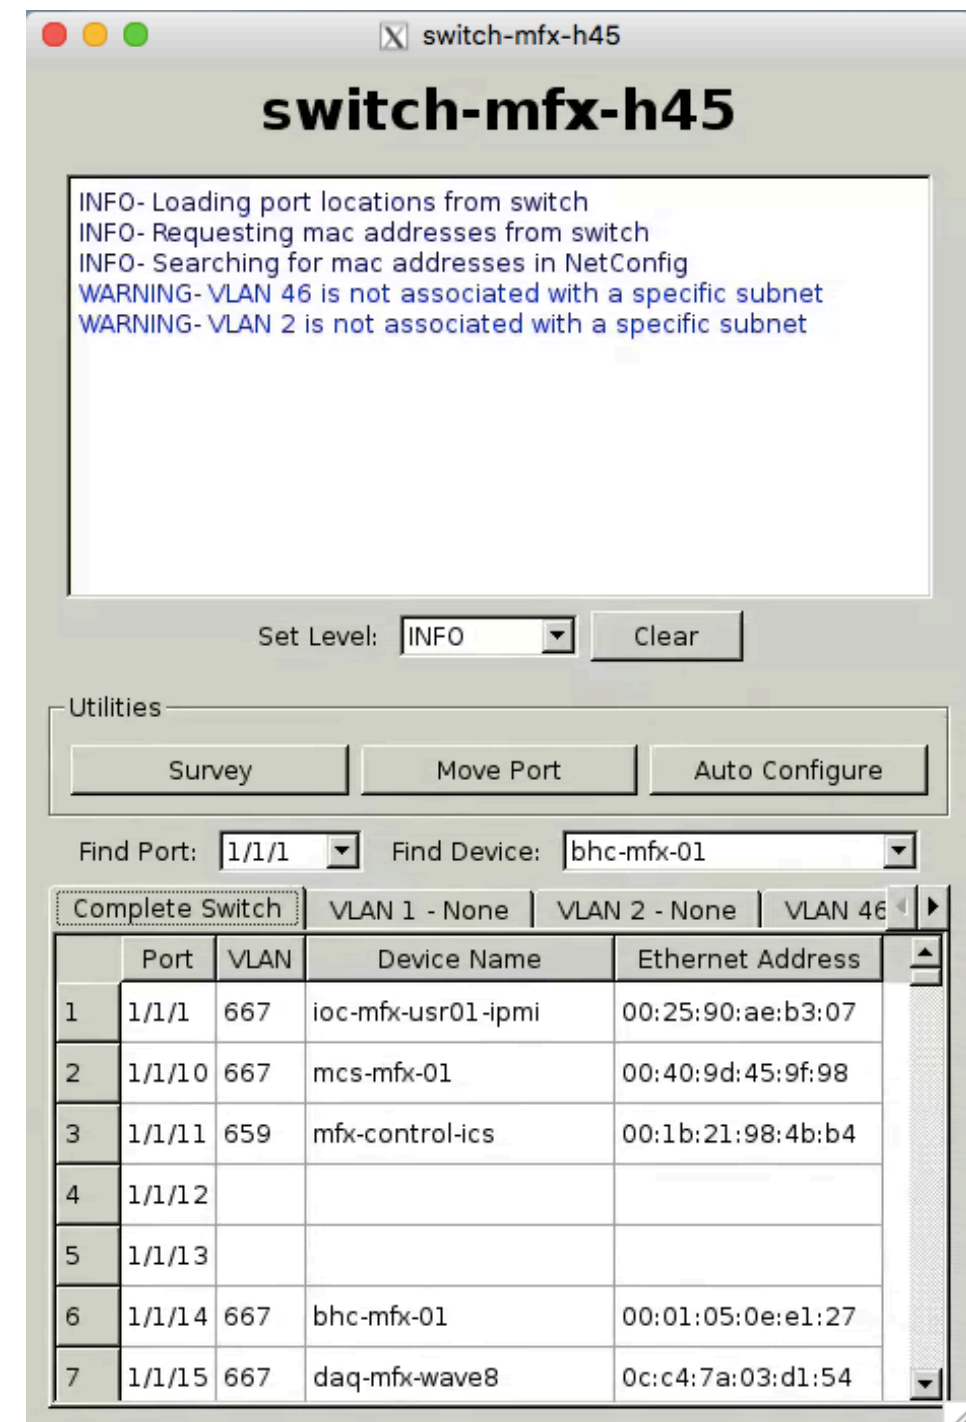 switch-mfx-h45
switch-mfx-h45
INFO- Loading port locations from switch
INFO- Requesting mac addresses from switch
INFO- Searching for mac addresses in NetConfig
WARNING- VLAN 46 is not associated with a specific subnet
WARNING- VLAN 2 is not associated with a specific subnet
Set Level: INFO Clear
Utilities
Survey Move Port Auto Configure
Find Port: 1/1/1 Find Device: bhc-mfx-01
Complete Switch VLAN 1 - None VLAN 2 - None VLAN 46
Port VLAN Device Name Ethernet Address
1 1/1/1 667 ioc-mfx-usr01-ipmi 00:25:90:ae:b3:07
2 1/1/10 667 mcs-mfx-01 00:40:9d:45:9f:98
3 1/1/11 659 mfx-control-ics 00:1b:21:98:4b:b4
4 1/1/12
5 1/1/13
6 1/1/14 667 bhc-mfx-01 00:01:05:0e:e1:27
7 1/1/15 667 daq-mfx-wave8 0c:c4:7a:03:d1:54